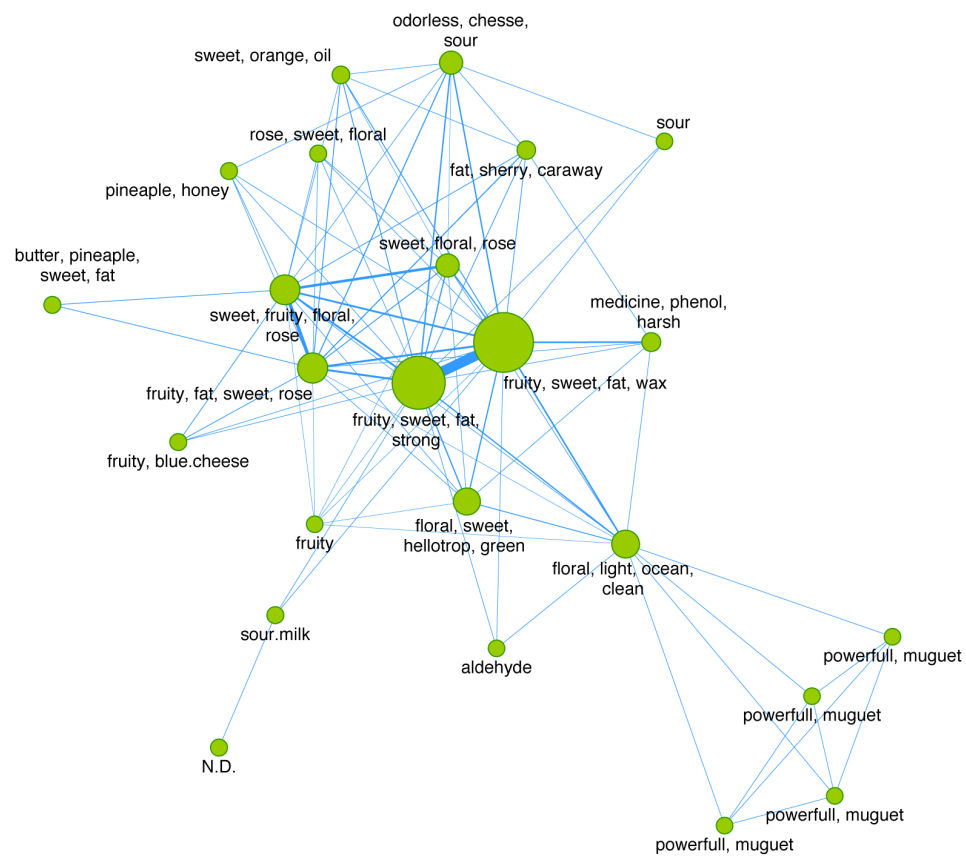 odorless, chesse,
sour
sweet, orange, oil
sour
rose, sweet, floral
fat, sherry, caraway
pineaple, honey
sweet, floral, rose
butter, pineaple,
sweet, fat
medicine, phenol,
harsh
sweet, fruity, floral,
rose
fruity, sweet, fat, wax
fruity, fat, sweet, rose
fruity, sweet, fat,
strong
fruity, blue.cheese
floral, sweet,
hellotrop, green
fruity
floral, light, ocean,
clean
sour.milk
aldehyde
powerfull, muguet
powerfull, muguet
N.D.
powerfull, muguet
powerfull, muguet